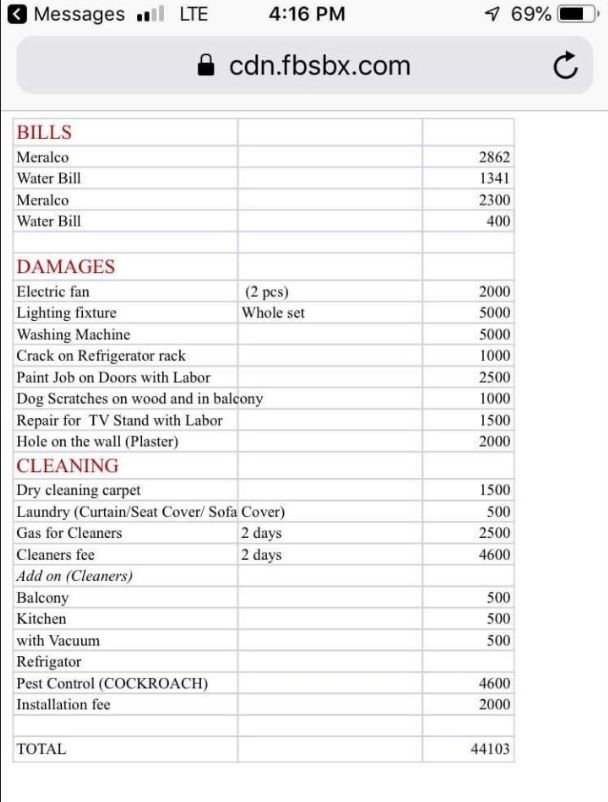 Messages LTE 4:16 PM 69%
cdn.fbsbx.com
BILLS
Meralco 2862
Water Bill 1341
Meralco 2300
Water Bill 400
DAMAGES
Electric fan (2 pcs) 2000
Lighting fixture Whole set 5000
Washing Machine 5000
Crack on Refrigerator rack 1000
Paint Job on Doors with Labor 2500
Dog Scratches on wood and in balcony 1000
Repair for TV Stand with Labor 1500
Hole on the wall (Plaster) 2000
CLEANING
Dry cleaning carpet 1500
Laundry (Curtain/Seat Cover/ Sofa Cover) 500
Gas for Cleaners 2 days 2500
Cleaners fee 2 days 4600
Add on (Cleaners)
Balcony 500
Kitchen 500
with Vacuum 500
Refrigator
Pest Control (COCKROACH) 4600
Installation fee 2000
TOTAL 44103